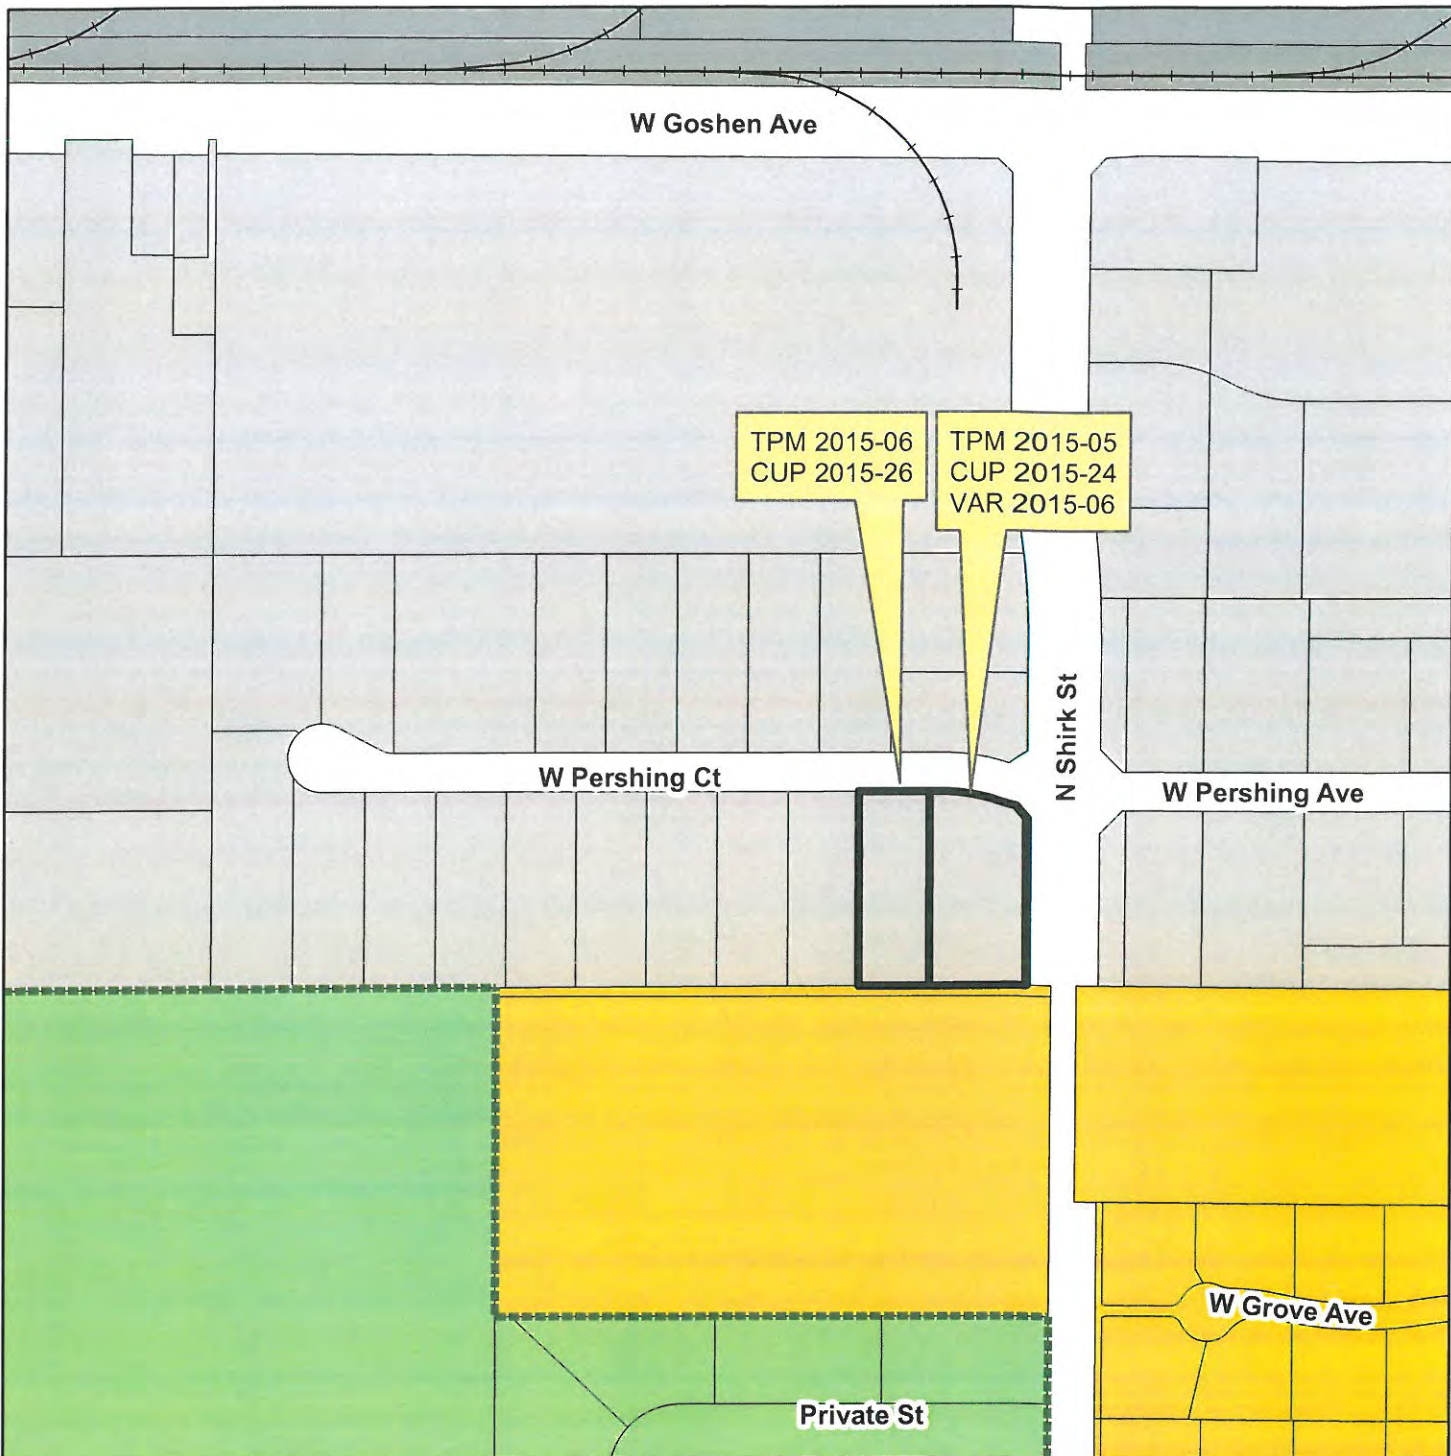 W Goshen Ave
TPM 2015-06
CUP 2015-26
TPM 2015-05
CUP 2015-24
VAR 2015-06
N Shirk St
W Pershing Ct
W Pershing Ave
W Grove Ave
Private St